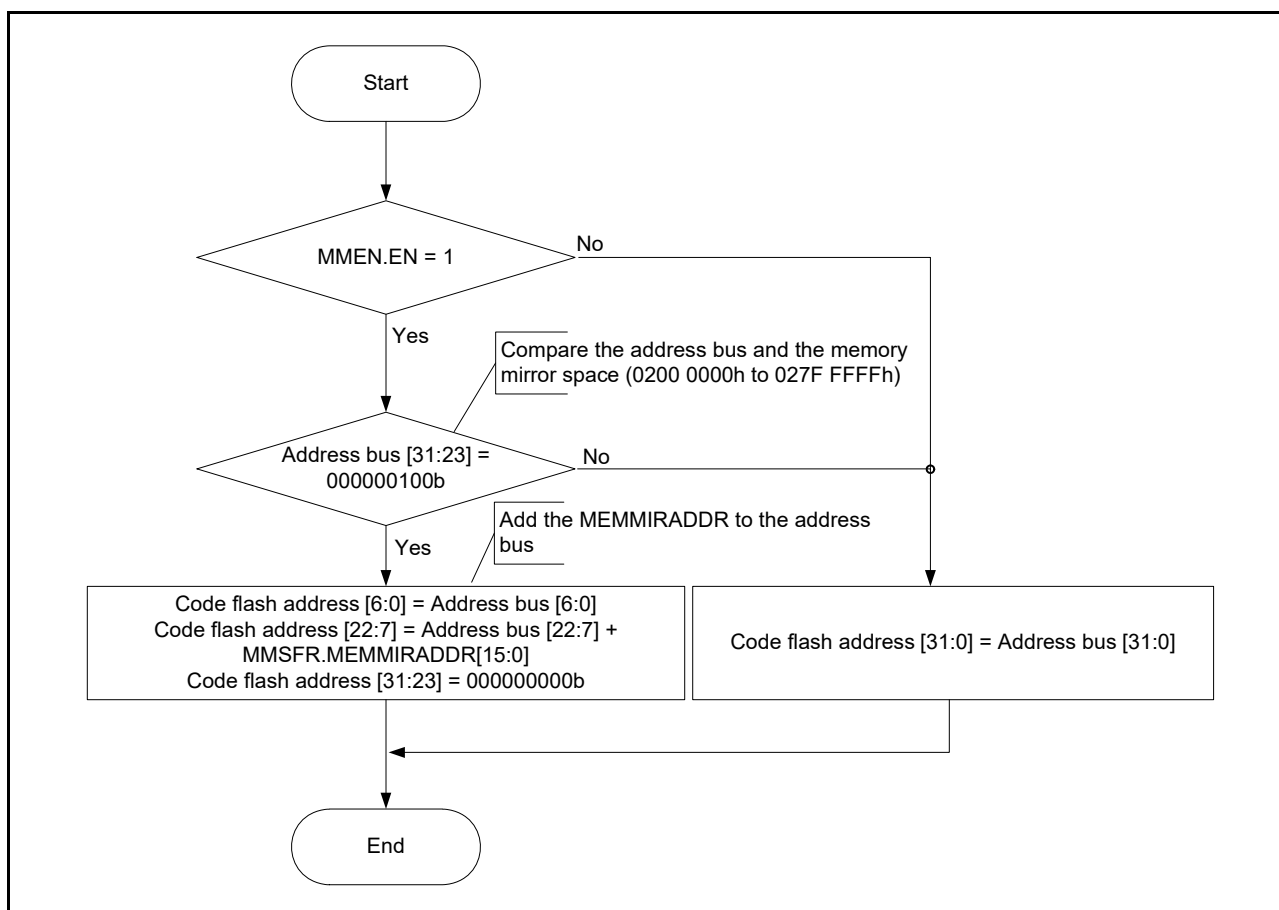 Start
MMEN.EN = 1
No
Yes
Compare the address bus and the memory
mirror space (0200 0000h to 027F FFFFh)
Address bus [31:23] =
000000100b
No
Yes
Add the MEMMIRADDR to the address
bus
Code flash address [6:0] = Address bus [6:0]
Code flash address [22:7] = Address bus [22:7] +
MMSFR.MEMMIRADDR[15:0]
Code flash address [31:23] = 000000000b
Code flash address [31:0] = Address bus [31:0]
End